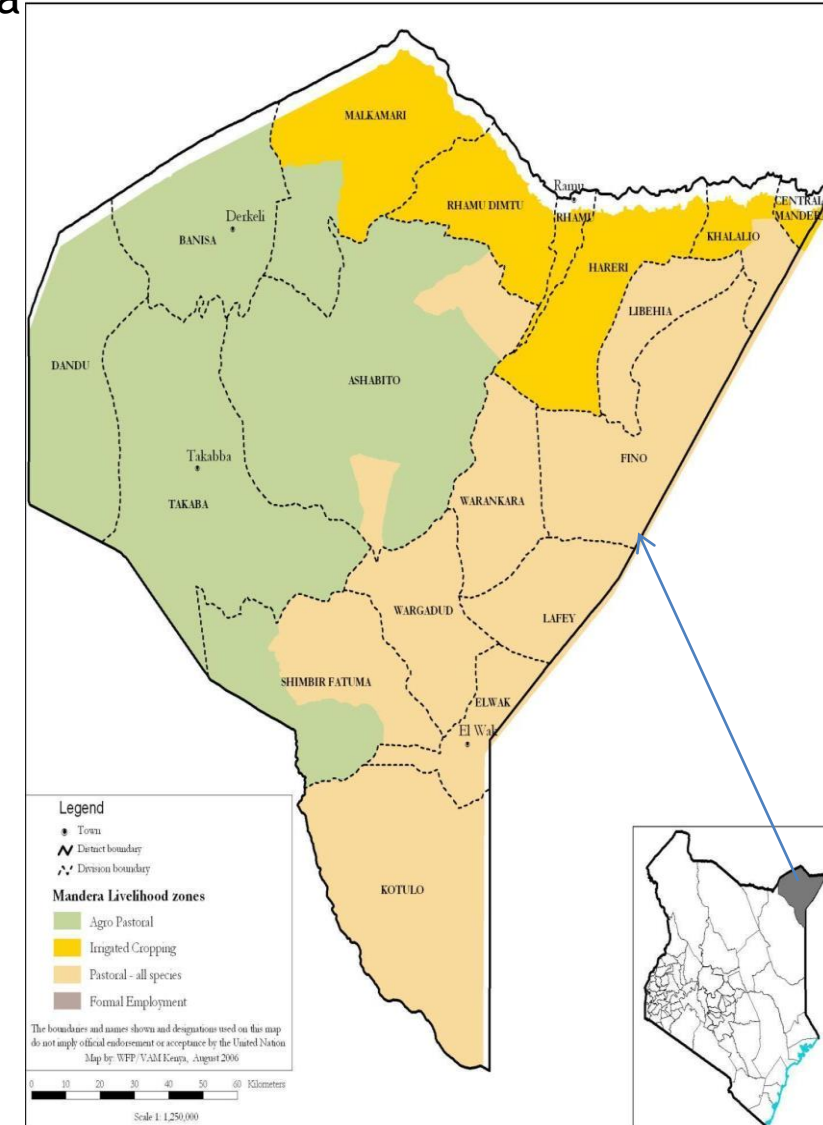 a
MALKAMARI
Ramu
RHAMU DIMTU
RHAMI
CENTRAL
MANDER
Derkeli
BANISA
KHALALIO
HARERI
LIBEHIA
DANDU
ASHABITO
Takabba
FINO
TAKABA
WARANKARA
WARGADUD
LAFEY
SHIMBIR FATUMA
ELWAK
El Wak
KOTULO
Legend
Town
District boundary
Division boundary
Mandera Livelihood zones
Agro Pastoral
Irrigated Cropping
Pastoral - all species
Formal Employment
The boundaries and names shown and designations used on this map
do not imply official endorsement or acceptance by the United Nation
Map by: WFP/VAM Kenya, August 2006
0 10 20 30 40 50 60 Kilometers
Scale 1: 1,250,000